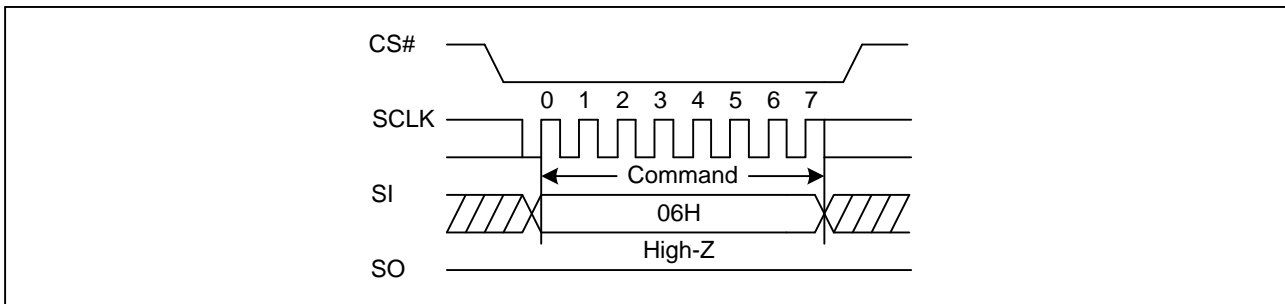 CS#
0 1 2 3 4 5 6 7
SCLK
Command
SI
06H
High-Z
SO